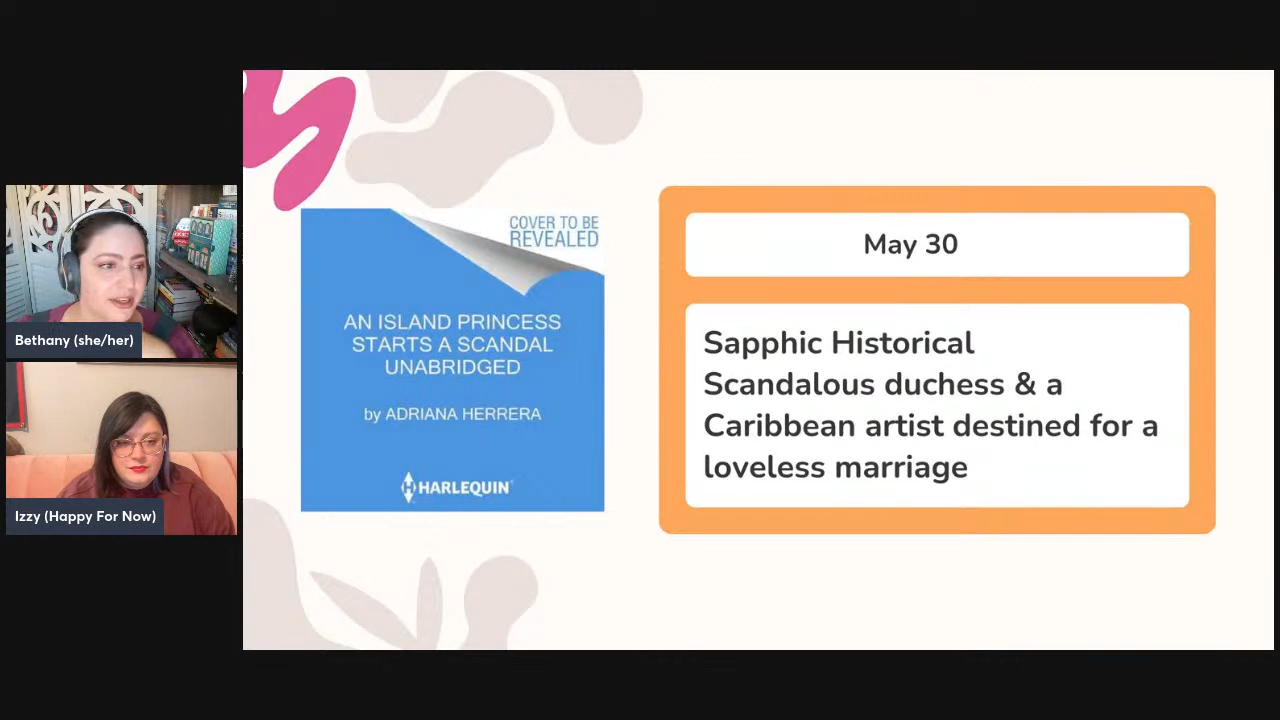 Bethany (she/her)
Izzy (Happy For Now)
COVER TO BE
REVEALED
AN ISLAND PRINCESS
STARTS A SCANDAL
UNABRIDGED
by ADRIANA HERRERA
HARLEQUIN
May 30
Sapphic Historical
Scandalous duchess & a
Caribbean artist destined for a
loveless marriage